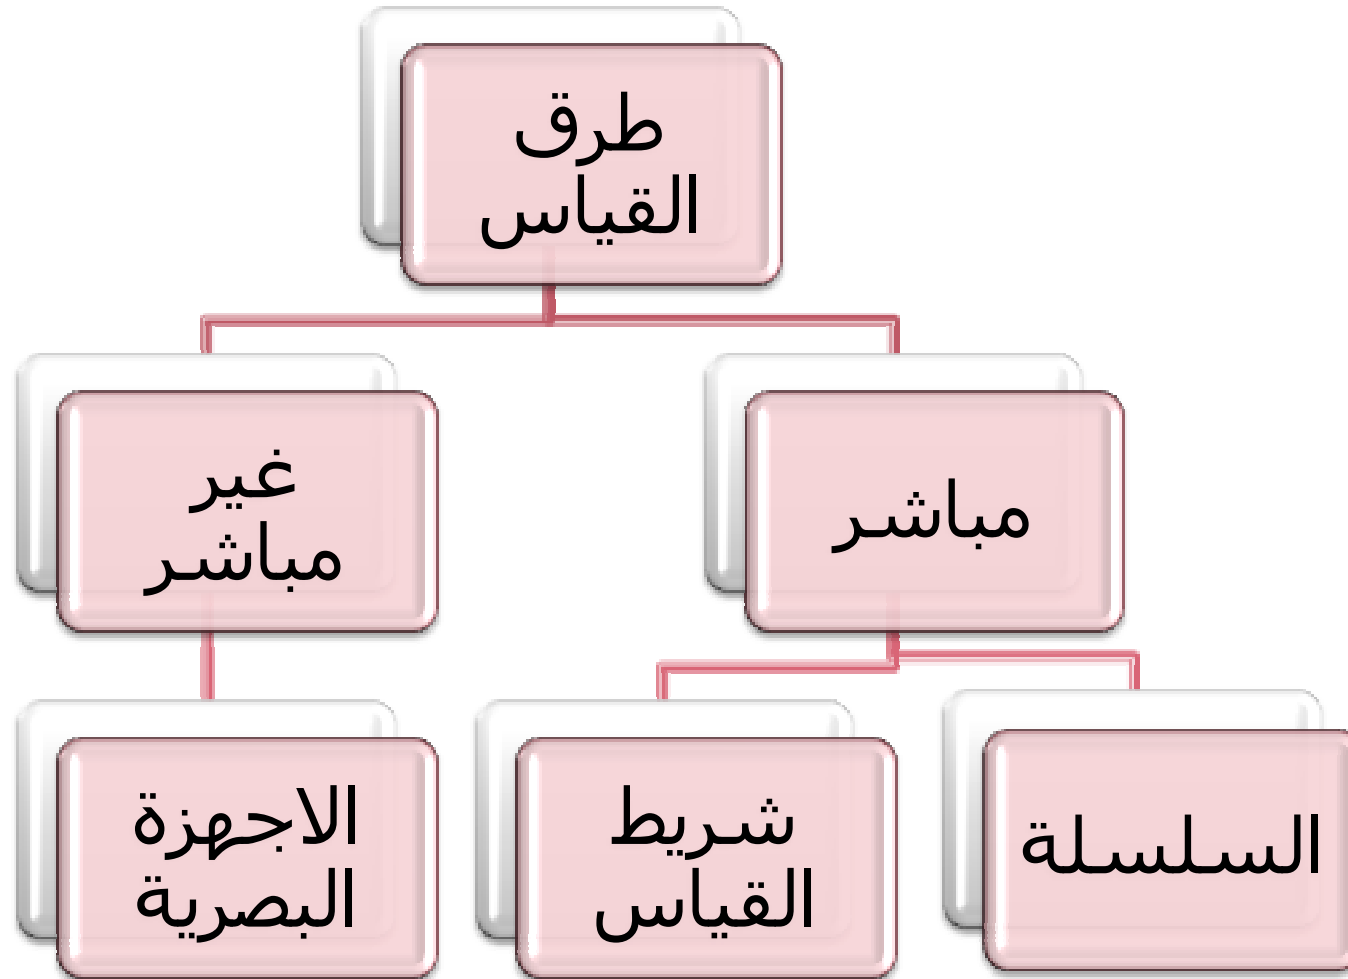 طرق
القياس
مباشر
غير
مباشر
السلسلة
شريط
القياس
الاجهزة
البصرية